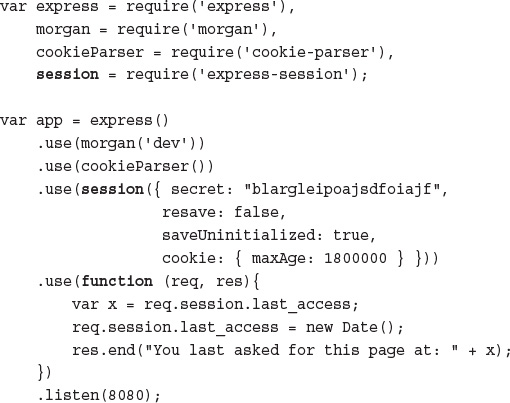 var express = require('express'),
    morgan = require('morgan'),
    cookieParser = require('cookie-parser'),
    session = require('express-session');

var app = express()
    .use(morgan('dev'))
    .use(cookieParser())
    .use(session({ secret: "blargleipoajsdfoiajf",
                  resave: false,
                  saveUninitialized: true,
                  cookie: { maxAge: 1800000 } }))
    .use(function (req, res){
        var x = req.session.last_access;
        req.session.last_access = new Date();
        res.end("You last asked for this page at: " + x);
    })
    .listen(8080);